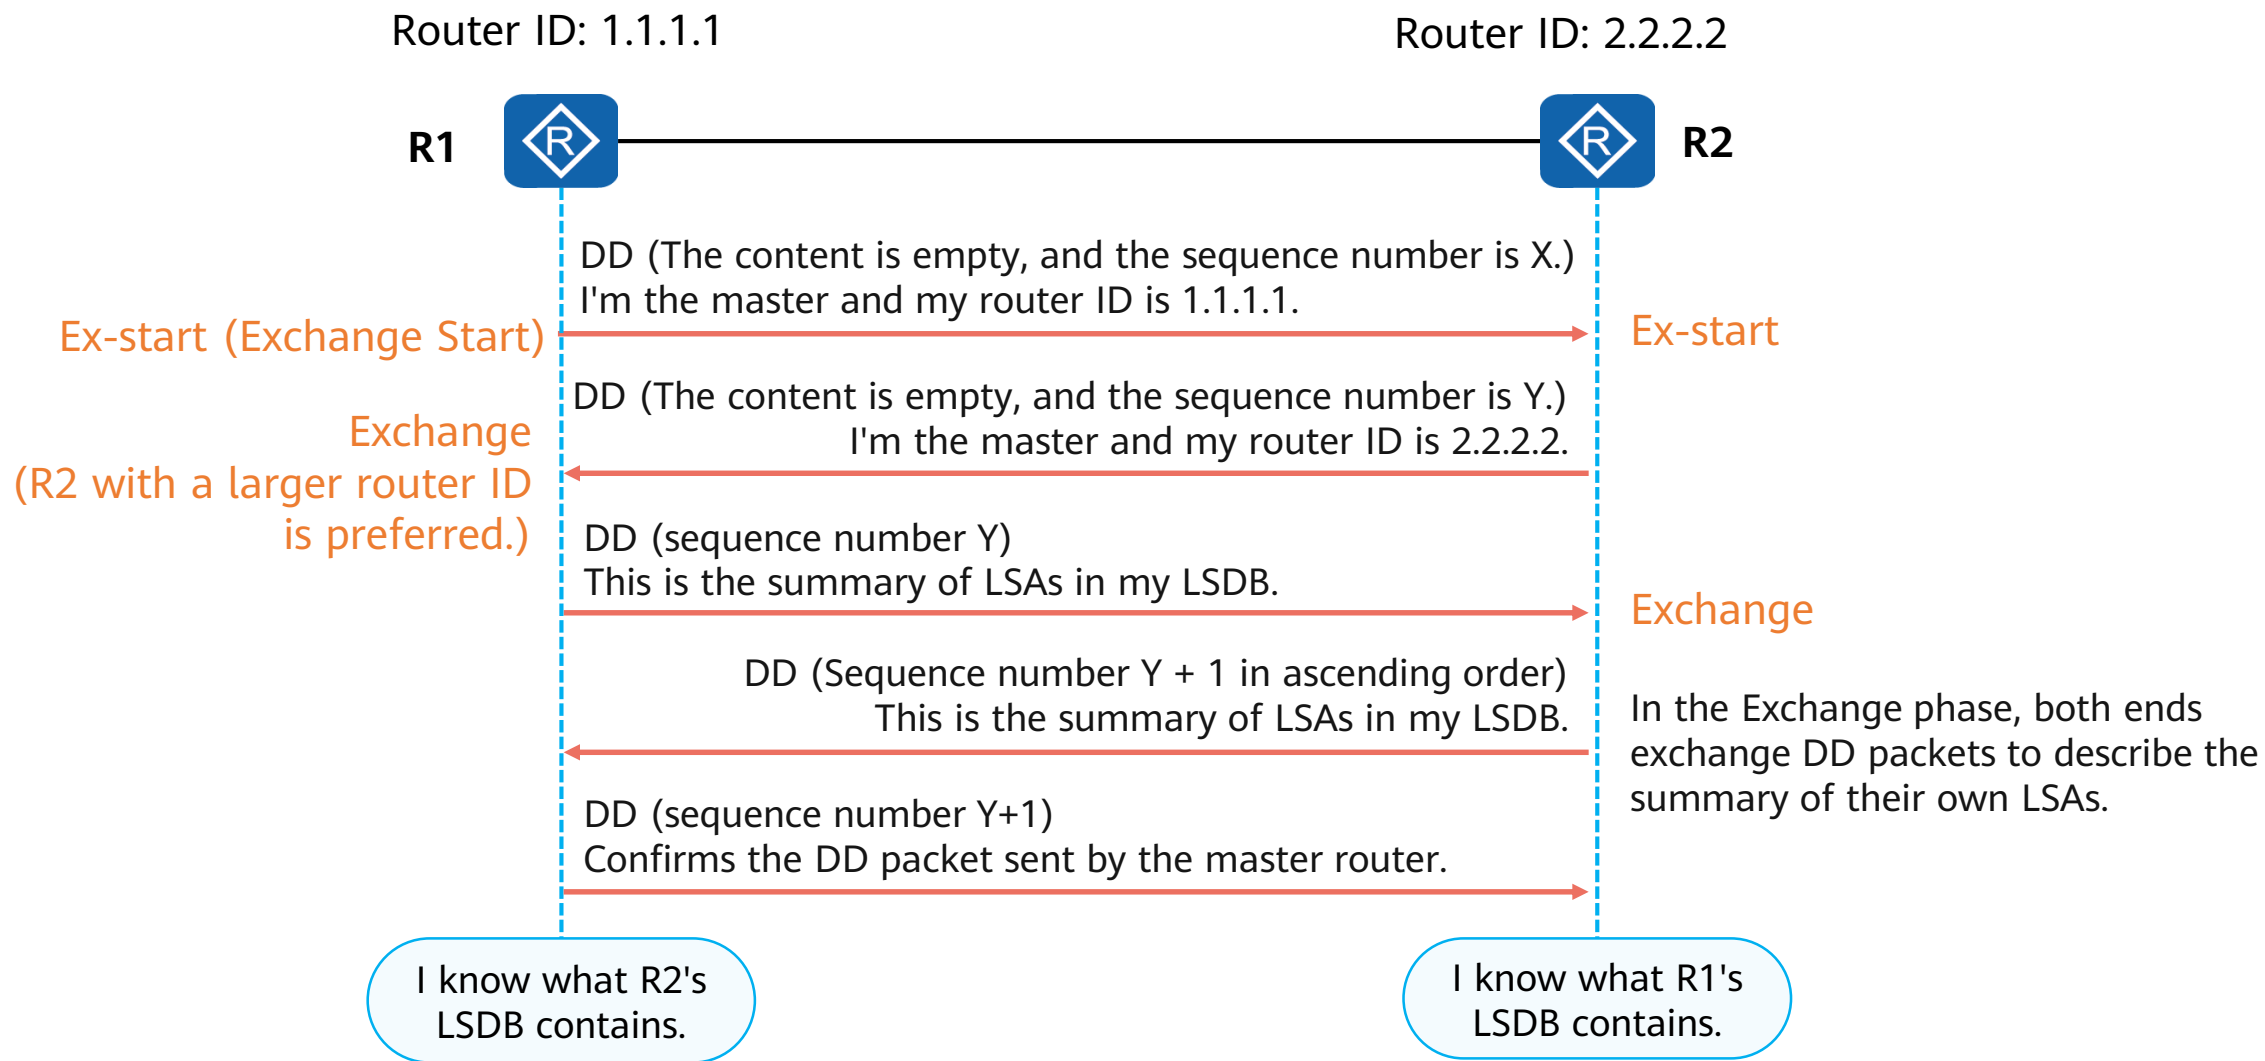 Router ID: 1.1.1.1
Router ID: 2.2.2.2
R1
R
R
R2
DD (The content is empty, and the sequence number is X.)
I'm the master and my router ID is 1.1.1.1.
Ex-start (Exchange Start)
Ex-start
DD (The content is empty, and the sequence number is Y.)
I'm the master and my router ID is 2.2.2.2.
Exchange
(R2 with a larger router ID
is preferred.)
DD (sequence number Y)
This is the summary of LSAs in my LSDB.
Exchange
DD (Sequence number Y + 1 in ascending order)
This is the summary of LSAs in my LSDB.
In the Exchange phase, both ends
exchange DD packets to describe the
summary of their own LSAs.
DD (sequence number Y+1)
Confirms the DD packet sent by the master router.
I know what R2's
LSDB contains.
I know what R1's
LSDB contains.